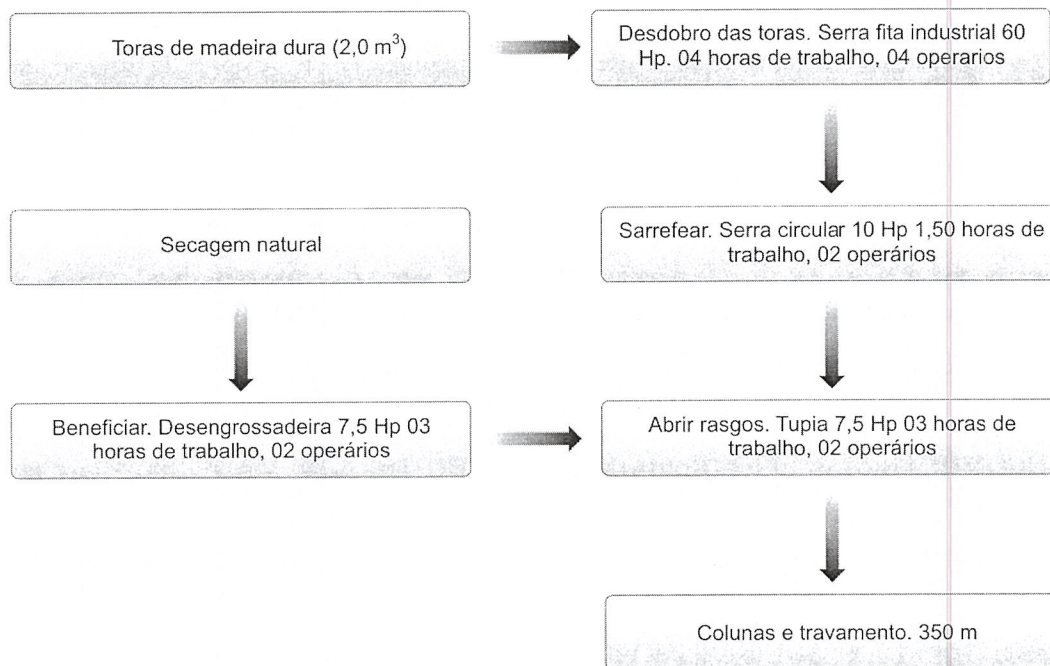 Toras de madeira dura (2,0 m³)
Desdobro das toras. Serra fita industrial 60
Hp. 04 horas de trabalho, 04 operarios
Secagem natural
Sarrefear. Serra circular 10 Hp 1,50 horas de
trabalho, 02 operários
Beneficiar. Desengrossadeira 7,5 Hp 03
horas de trabalho, 02 operários
Abrir rasgos. Tupia 7,5 Hp 03 horas de
trabalho, 02 operários
Colunas e travamento. 350 m